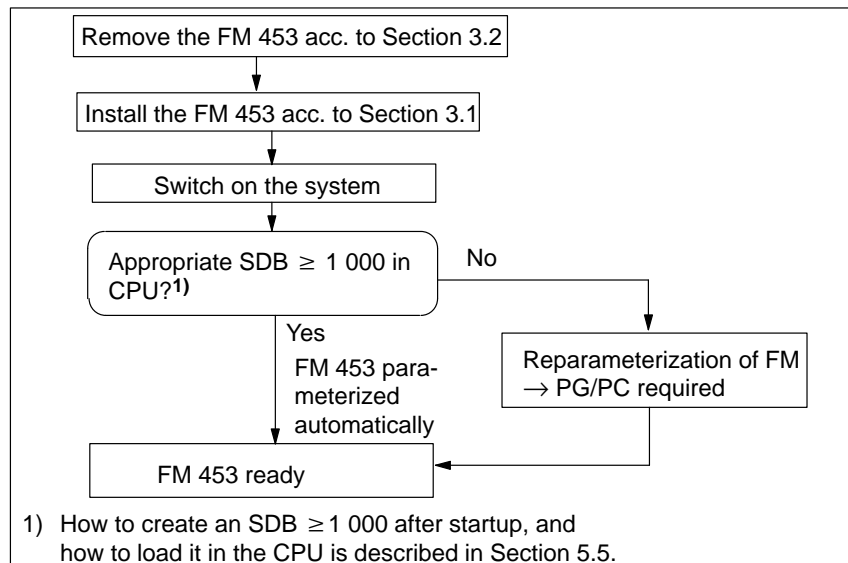 Remove the FM 453 acc. to Section 3.2
Install the FM 453 acc. to Section 3.1
Switch on the system
Appropriate SDB ≥ 1 000 in
CPU?1)
No
Yes
FM 453 para-
meterized
automatically
Reparameterization of FM
→ PG/PC required
FM 453 ready
1) How to create an SDB ≥ 1 000 after startup, and
how to load it in the CPU is described in Section 5.5.